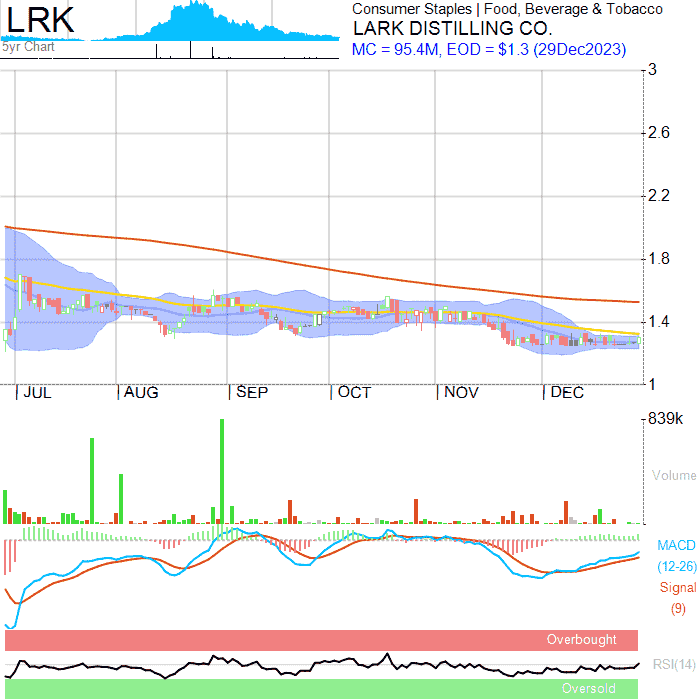 LRK
5yr Chart
Consumer Staples | Food, Beverage & Tobacco
LARK DISTILLING CO.
MC = 95.4M, EOD = $1.3 (29Dec2023)
3
2.6
2.2
1.8
1.4
1
JUL AUG SEP OCT NOV DEC
839k
Volume
MACD
(12-26)
Signal
(9)
Overbought
RSI(14)
Oversold